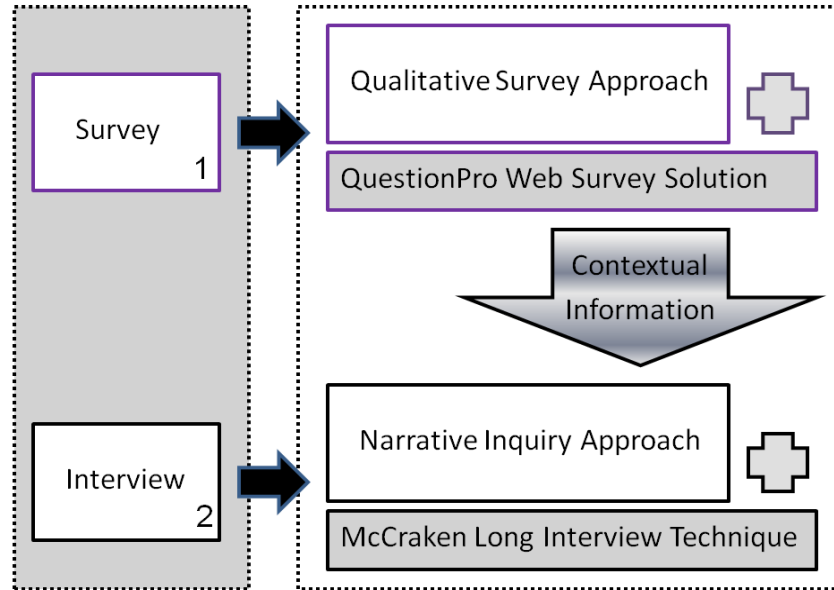 Survey
1
Qualitative Survey Approach
QuestionPro Web Survey Solution
Contextual
Information
Interview
2
Narrative Inquiry Approach
McCraken Long Interview Technique